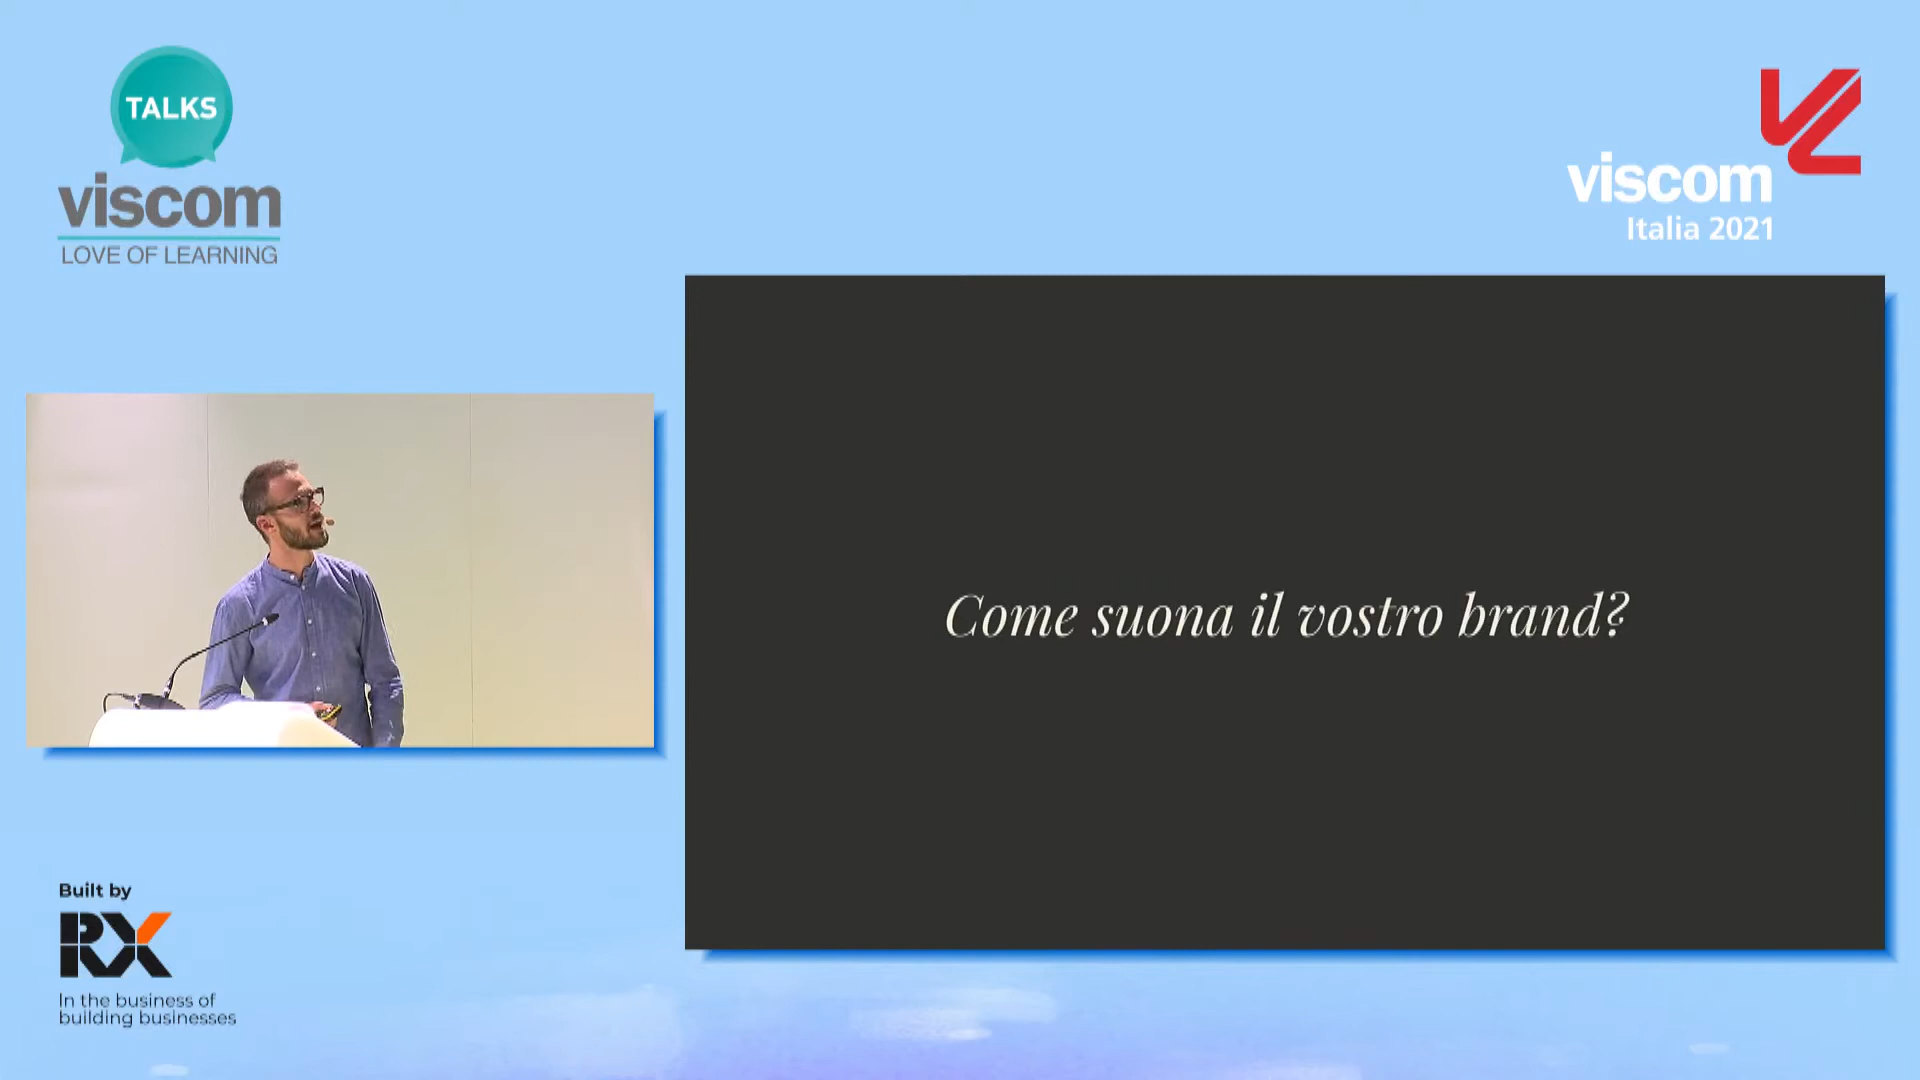 TALKS
viscom
LOVE OF LEARNING
viscom
Italia 2021
Come suona il vostro brand?
Built by
RX
In the business of
building businesses